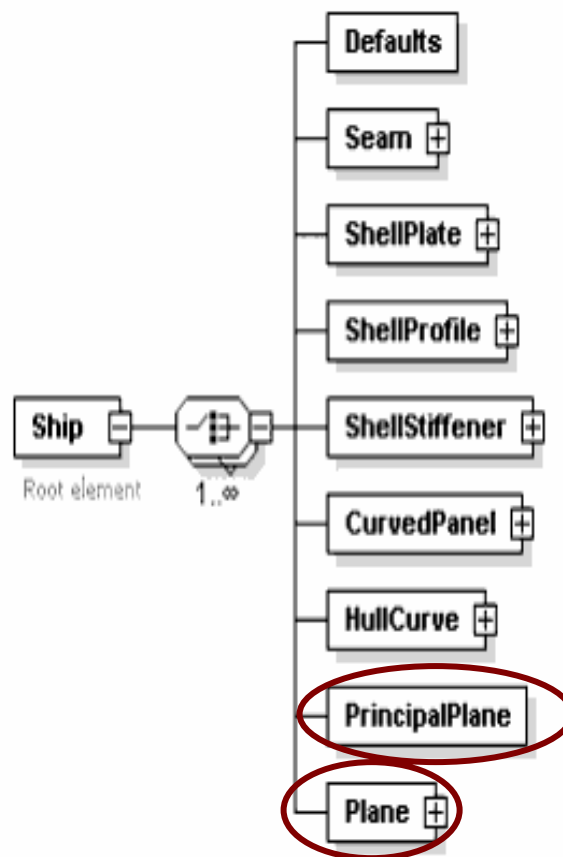 Defaults
Seam
ShellPlate
ShellProfile
Ship
ShellStiffener
Root element
1..∞
CurvedPanel
HullCurve
PrincipalPlane
Plane